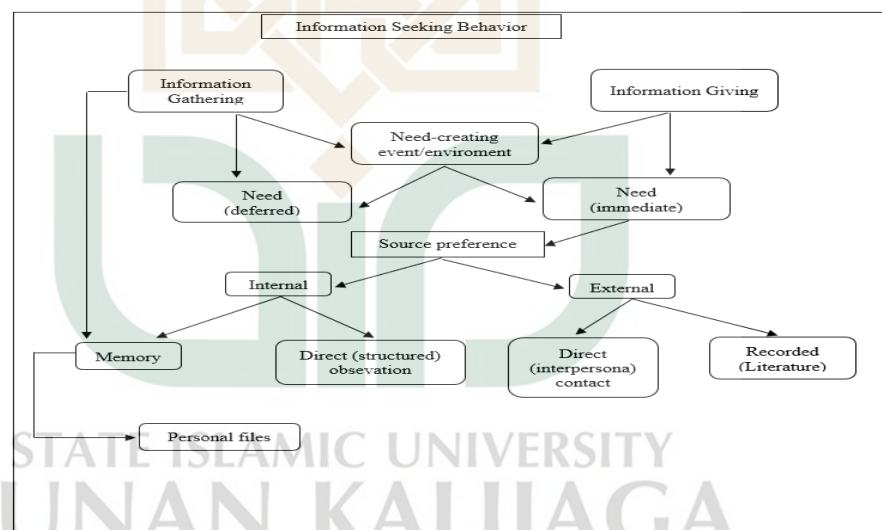 Information Seeking Behavior
Information
Gathering
Information Giving
Need-creating
event/enviroment
Need
(deferred)
Need
(immediate)
Source preference
Internal
External
Memory
Direct (structured)
obsevation
Direct
(interpersona)
contact
Recorded
(Literature)
Personal files
STATE ISLAMIC UNIVERSITY
SUNAN KALIJAGA